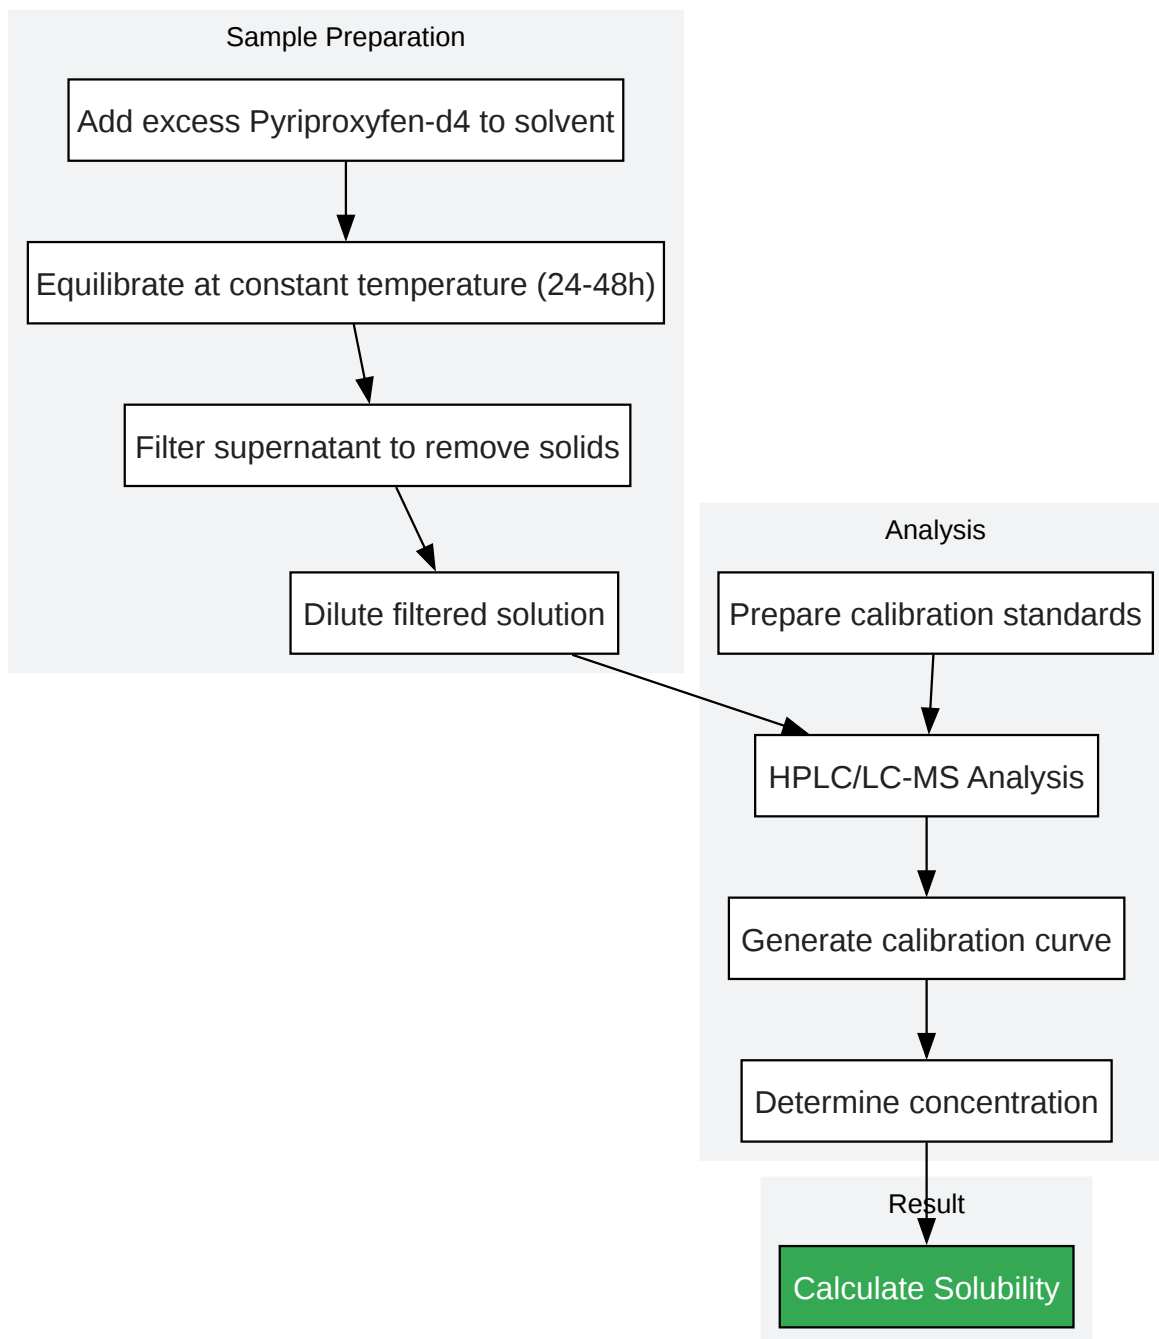 Sample Preparation
Add excess Pyriproxyfen-d4 to solvent
Equilibrate at constant temperature (24-48h)
Filter supernatant to remove solids
Dilute filtered solution
Analysis
Prepare calibration standards
HPLC/LC-MS Analysis
Generate calibration curve
Determine concentration
Result
Calculate Solubility